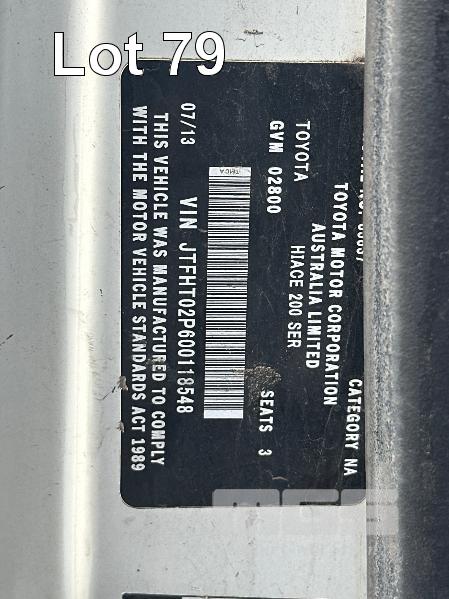 Lot 79
TOYOTA MOTOR CORPORATION
AUSTRALIA LIMITED
HIACE 200 SER
CATEGORY NA
TOYOTA
GVM 02800
SEATS 3
07/13
VIN JTFHT02P600118548
THIS VEHICLE WAS MANUFACTURED TO COMPLY
WITH THE MOTOR VEHICLE STANDARDS ACT 1989